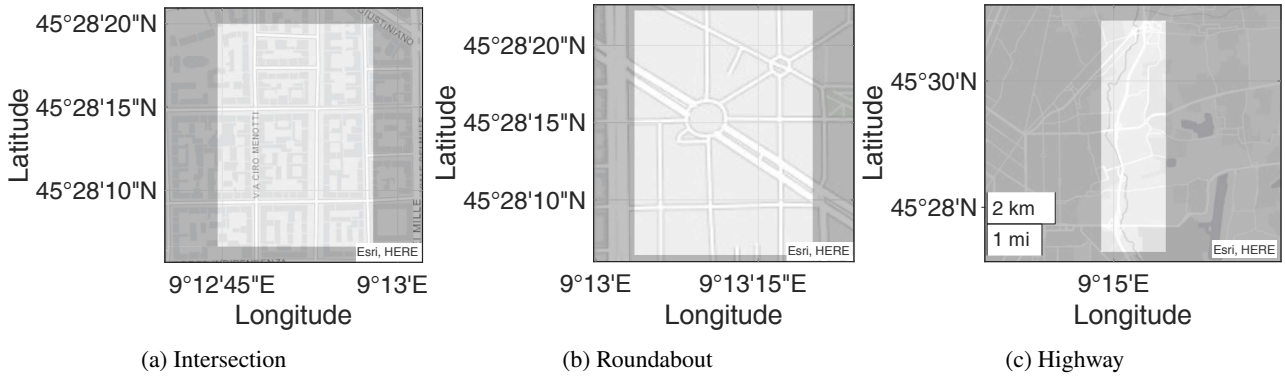 45°28'20"N
45°28'15"N
45°28'10"N
Latitude
GIUSTINIANO
VIA CIRO MENOTTI
Esri, HERE
9°12'45"E
9°13'E
Longitude
(a) Intersection
45°28'20"N
45°28'15"N
45°28'10"N
Latitude
Esri, HERE
9°13'E
9°13'15"E
Longitude
(b) Roundabout
45°30'N
45°28'N
Latitude
2 km
1 mi
Esri, HERE
9°15'E
Longitude
(c) Highway